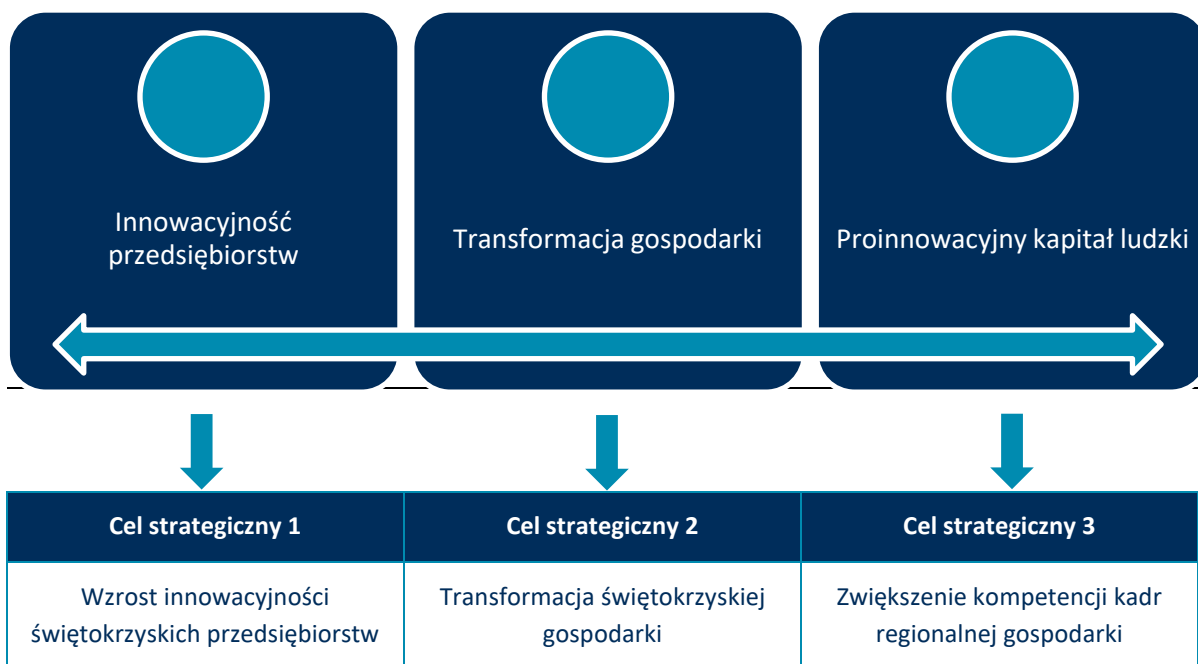 Innowacyjność
przedsiębiorstw
Transformacja gospodarki
Proinnowacyjny kapitał ludzki
Cel strategiczny 1
Cel strategiczny 2
Cel strategiczny 3
Wzrost innowacyjności
świętokrzyskich przedsiębiorstw
Transformacja świętokrzyskiej
gospodarki
Zwiększenie kompetencji kadr
regionalnej gospodarki